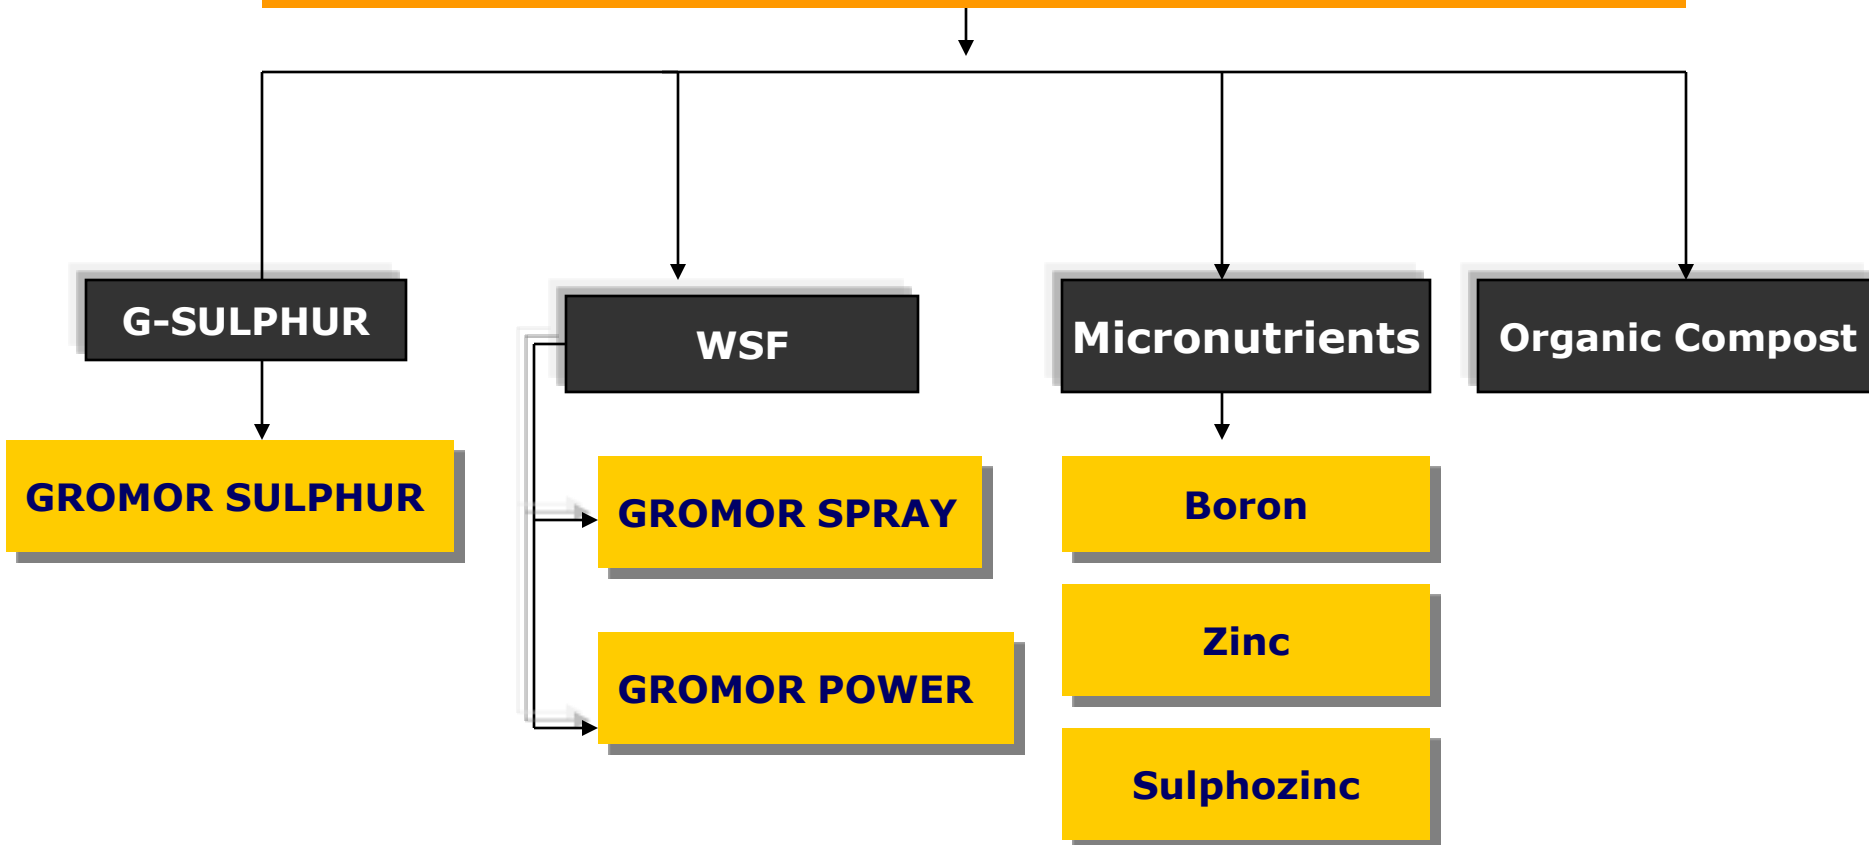 G-SULPHUR
WSF
Micronutrients
Organic Compost
GROMOR SULPHUR
GROMOR SPRAY
GROMOR POWER
Boron
Zinc
Sulphozinc